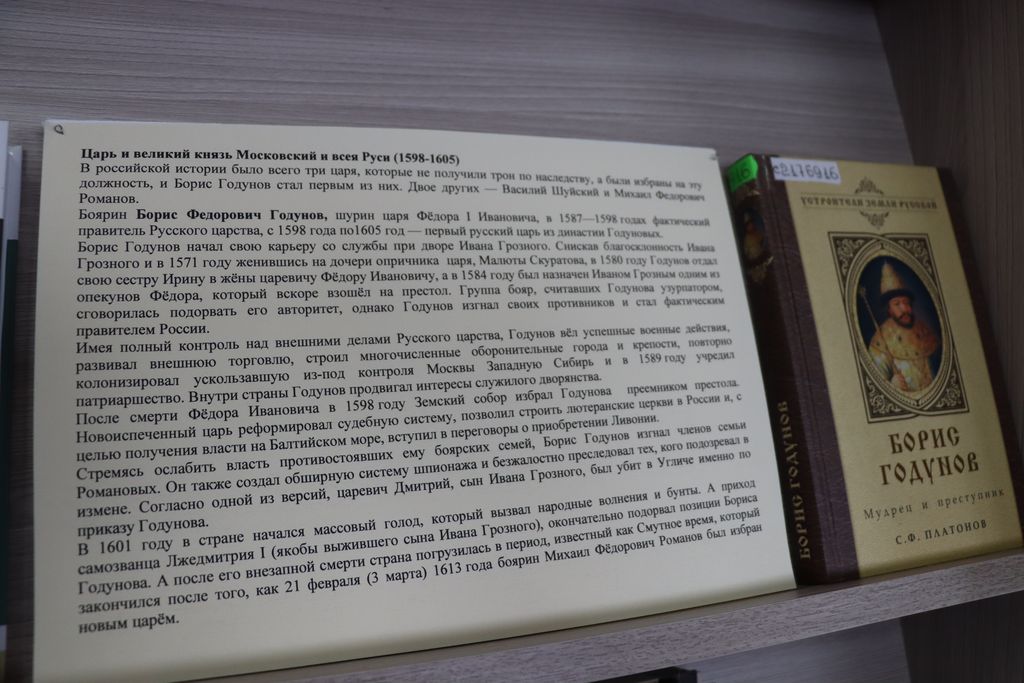 Царь и великий князь Московский и всея Руси (1598-1605)
В российской истории было всего три царя, которые не получили трон по наследству, а были избраны на эту
должность, и Борис Годунов стал первым из них. Двое других — Василий Шуйский и Михаил Федорович
Романов.
Боярин Борис Федорович Годунов, шурин царя Фёдора I Ивановича, в 1587—1598 годах фактический
правитель Русского царства, с 1598 года по1605 год — первый русский царь из династии Годуновых.
Борис Годунов начал свою карьеру со службы при дворе Ивана Грозного. Снискав благосклонность Ивана
Грозного и в 1571 году женившись на дочери опричника царя, Малюты Скуратова, в 1580 году Годунов отдал
свою сестру Ирину в жёны царевичу Фёдору Ивановичу, а в 1584 году был назначен Иваном Грозным одним из
опекунов Фёдора, который вскоре взошёл на престол. Группа бояр, считавших Годунова узурпатором,
сговорилась подорвать его авторитет, однако Годунов изгнал своих противников и стал фактическим
правителем России.
Имея полный контроль над внешними делами Русского царства, Годунов вёл успешные военные действия,
развивал внешнюю торговлю, строил многочисленные оборонительные города и крепости, повторно
колонизировал ускользавшую из-под контроля Москвы Западную Сибирь и в 1589 году учредил
патриаршество. Внутри страны Годунов продвигал интересы служилого дворянства.
После смерти Фёдора Ивановича в 1598 году Земский собор избрал Годунова преемником престола.
Новоиспеченный царь реформировал судебную систему, позволил строить лютеранские церкви в России и, с
целью получения власти на Балтийском море, вступил в переговоры о приобретении Ливонии.
Стремясь ослабить власть противостоявших ему боярских семей, Борис Годунов изгнал членов семьи
Романовых. Он также создал обширную систему шпионажа и безжалостно преследовал тех, кого подозревал в
измене. Согласно одной из версий, царевич Дмитрий, сын Ивана Грозного, был убит в Угличе именно по
приказу Годунова.
В 1601 году в стране начался массовый голод, который вызвал народные волнения и бунты. А приход
самозванца Лжедмитрия I (якобы выжившего сына Ивана Грозного), окончательно подорвал позиции Бориса
Годунова. А после его внезапной смерти страна погрузилась в период, известный как Смутное время, который
закончился после того, как 21 февраля (3 марта) 1613 года боярин Михаил Фёдорович Романов был избран
новым царём.
16
с2176946
УСТРОИТЕЛИ ЗЕМЛИ РУССКОЙ
БОРИС
ГОДУНОВ
Мудрец и преступник
С.Ф. ПЛАТОНОВ
БОРИС ГОДУНОВ